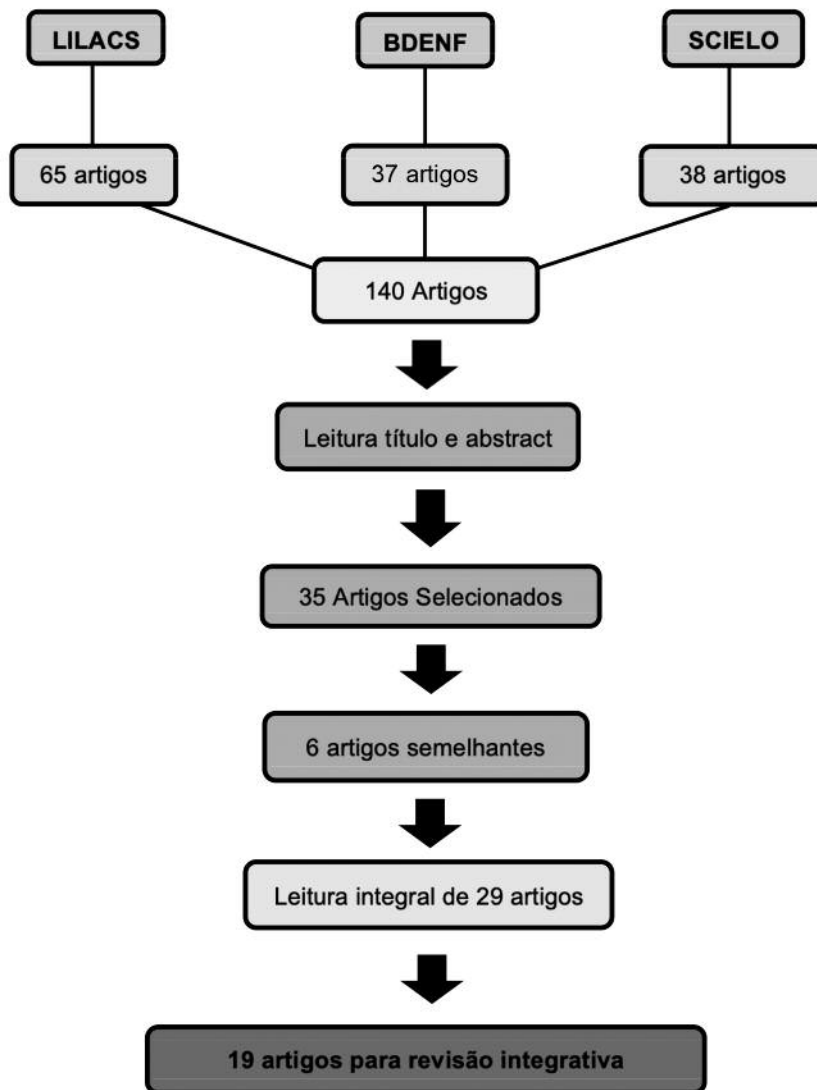 LILACS
BDENF
SCIELO
65 artigos
37 artigos
38 artigos
140 Artigos
Leitura título e abstract
35 Artigos Selecionados
6 artigos semelhantes
Leitura integral de 29 artigos
19 artigos para revisão integrativa